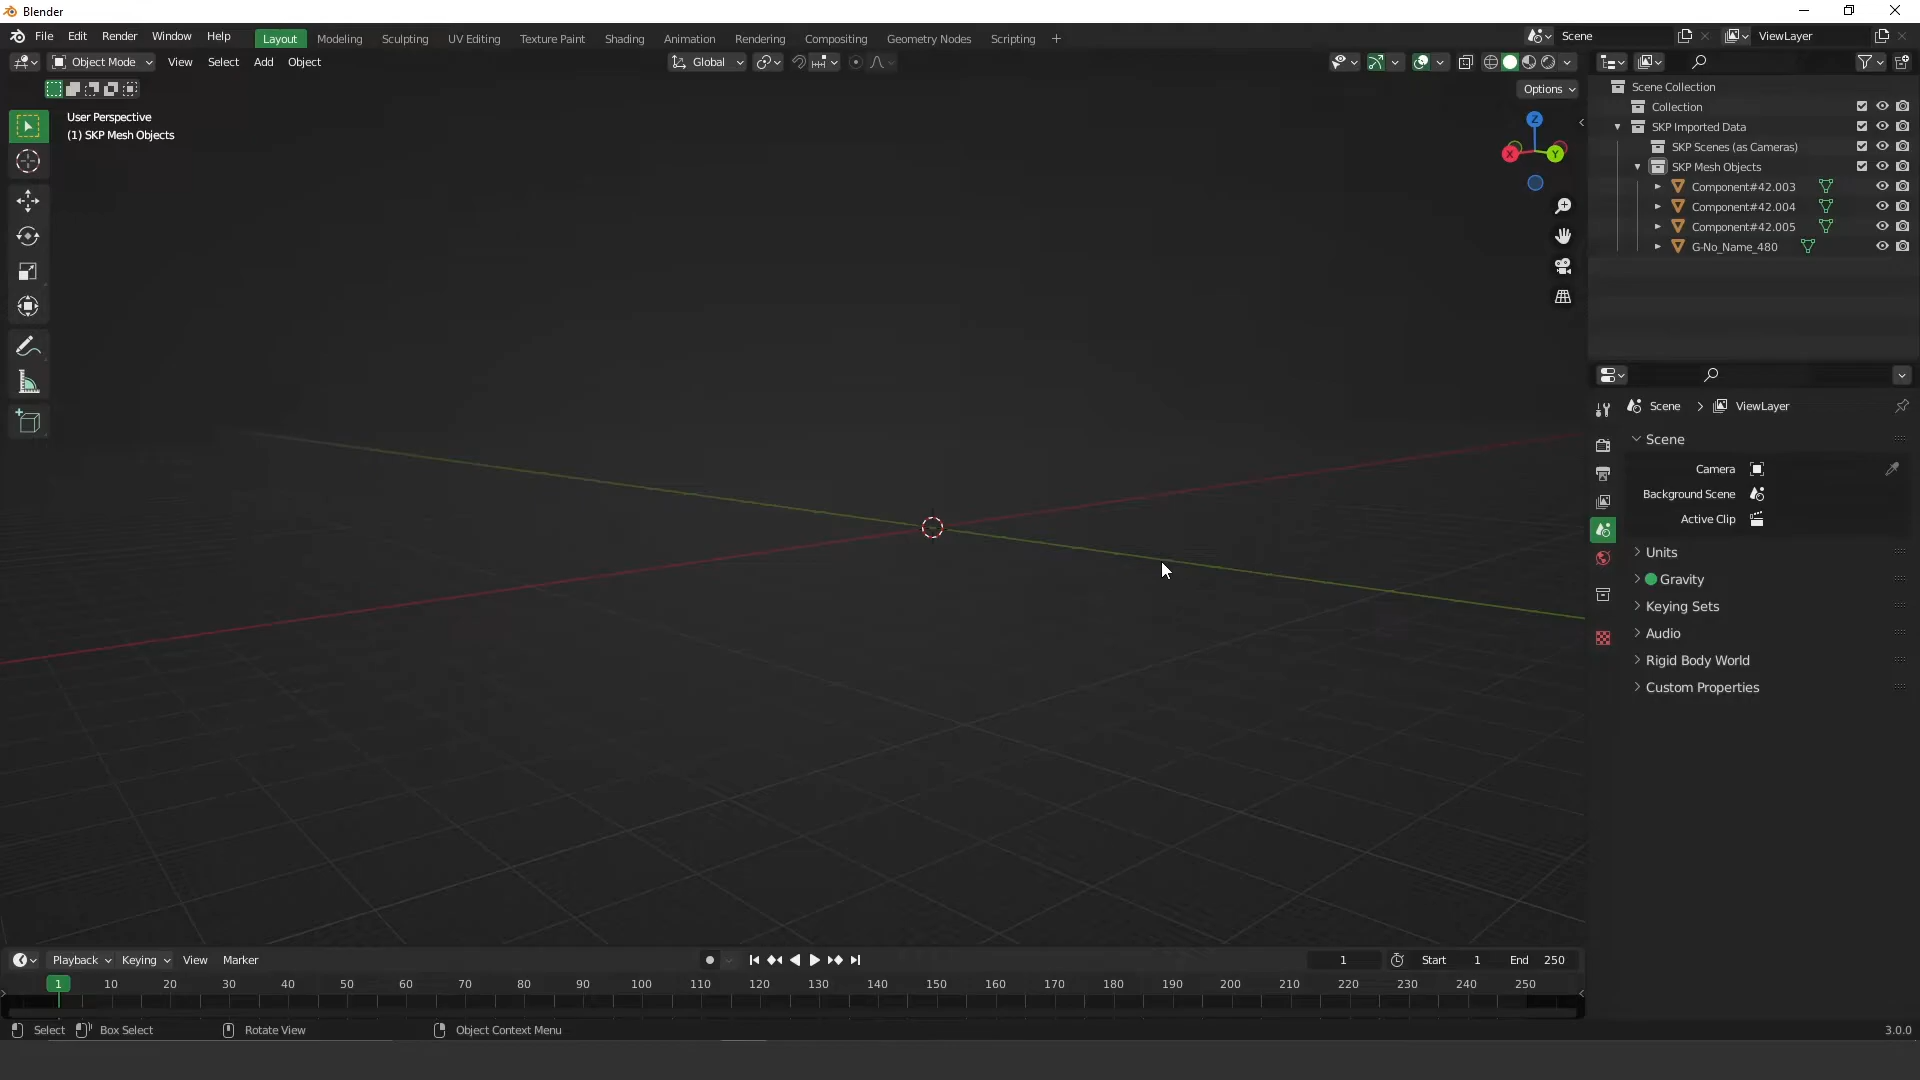 Blender
File Edit Render Window Help Layout Modeling Sculpting UV Editing Texture Paint Shading Animation Rendering Compositing Geometry Nodes Scripting + Scene ViewLayer
Object Mode View Select Add Object Global
Options
User Perspective
(1) SKP Mesh Objects
Z
X
Y
Scene Collection
Collection
SKP Imported Data
SKP Scenes (as Cameras)
SKP Mesh Objects
Component#42.003
Component#42.004
Component#42.005
G-No_Name_480
Scene > ViewLayer
Scene
Camera
Background Scene
Active Clip
Units
Gravity
Keying Sets
Audio
Rigid Body World
Custom Properties
Playback Keying View Marker 1 Start 1 End 250
1 10 20 30 40 50 60 70 80 90 100 110 120 130 140 150 160 170 180 190 200 210 220 230 240 250
Select Box Select Rotate View Object Context Menu 3.0.0